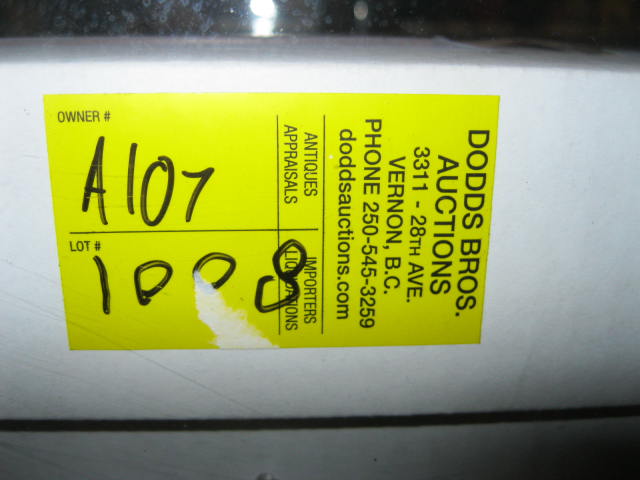 OWNER #
A107
LOT #
1008
ANTIQUES IMPORTERS
APPRAISALS LIQUIDATIONS
DODDS BROS.
AUCTIONS
3311 - 28TH AVE.
VERNON, B.C.
PHONE 250-545-3259
doddsauctions.com